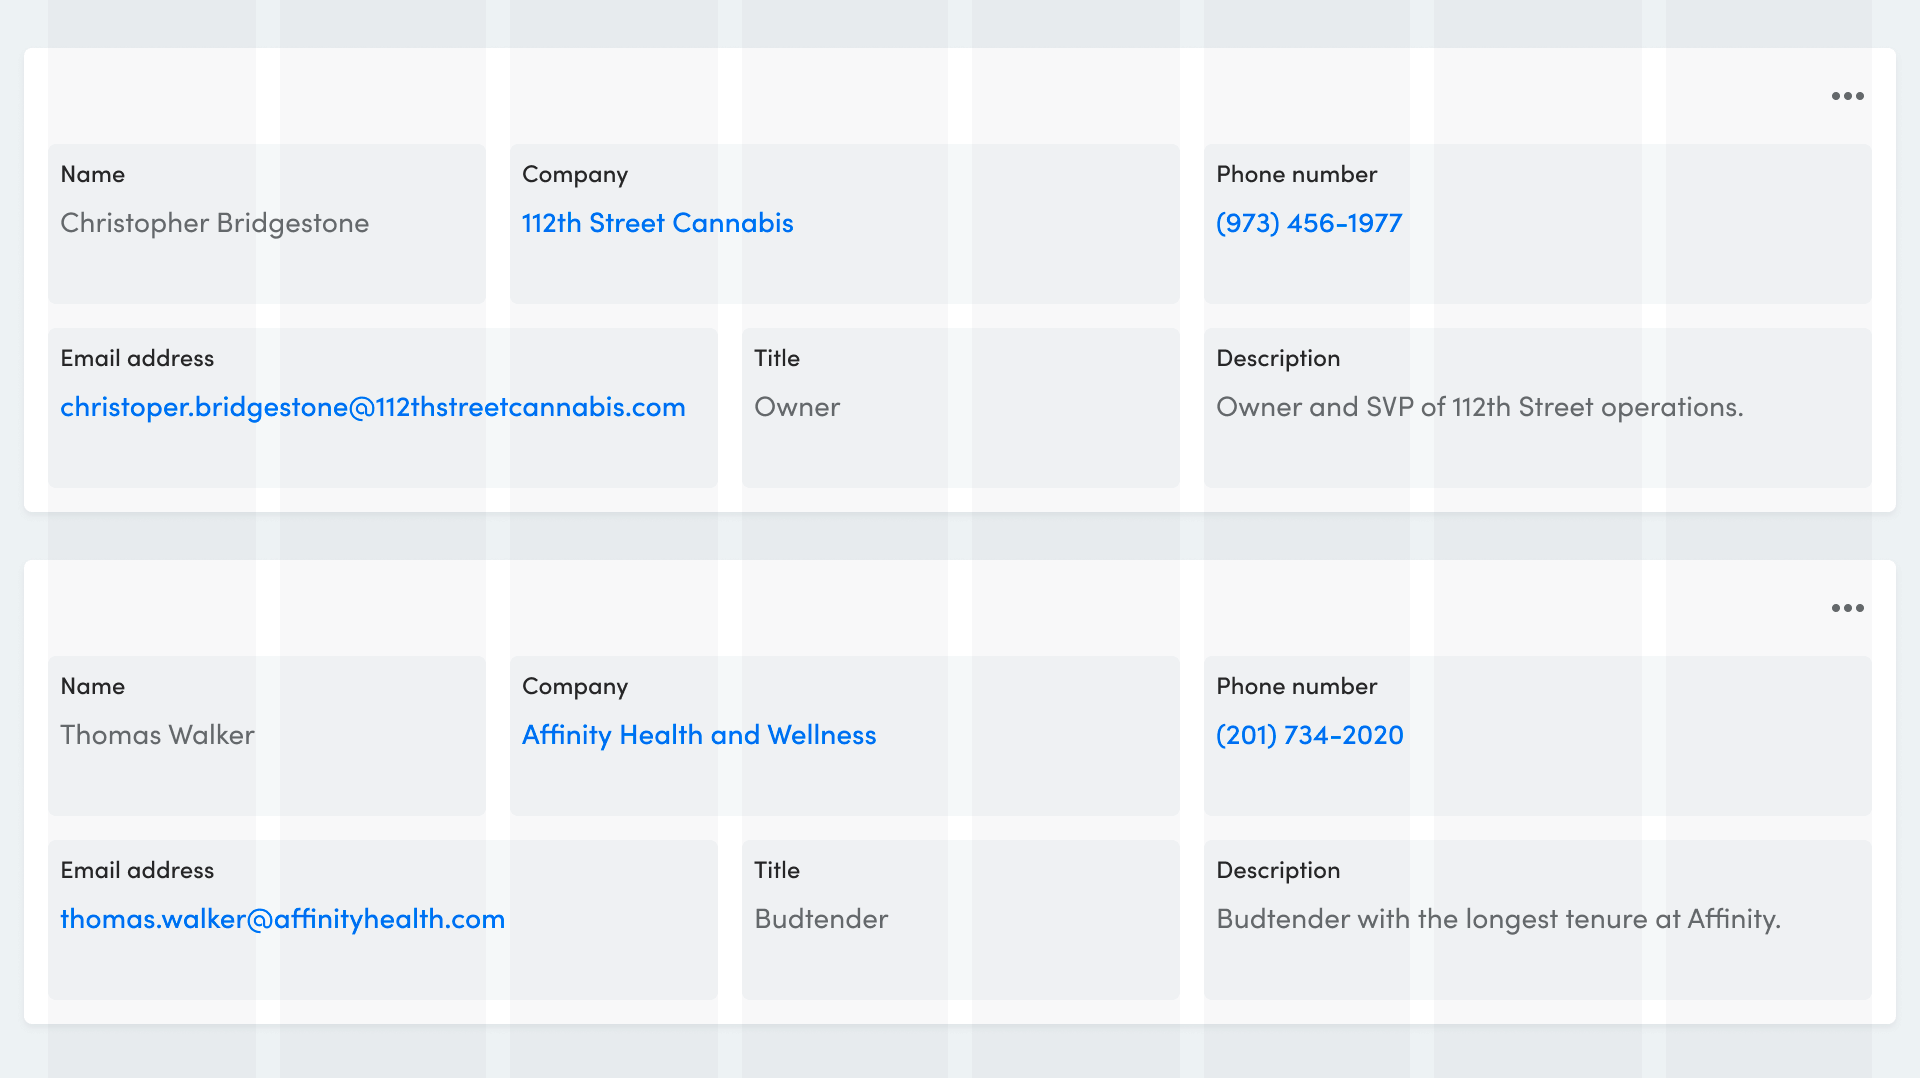 Name
Company
Phone number
Christopher Bridgestone
112th Street Cannabis
(973) 456-1977
Email address
Title
Description
christoper.bridgestone@112thstreetcannabis.com
Owner
Owner and SVP of 112th Street operations.
Name
Company
Phone number
Thomas Walker
Affinity Health and Wellness
(201) 734-2020
Email address
Title
Description
thomas.walker@affinityhealth.com
Budtender
Budtender with the longest tenure at Affinity.